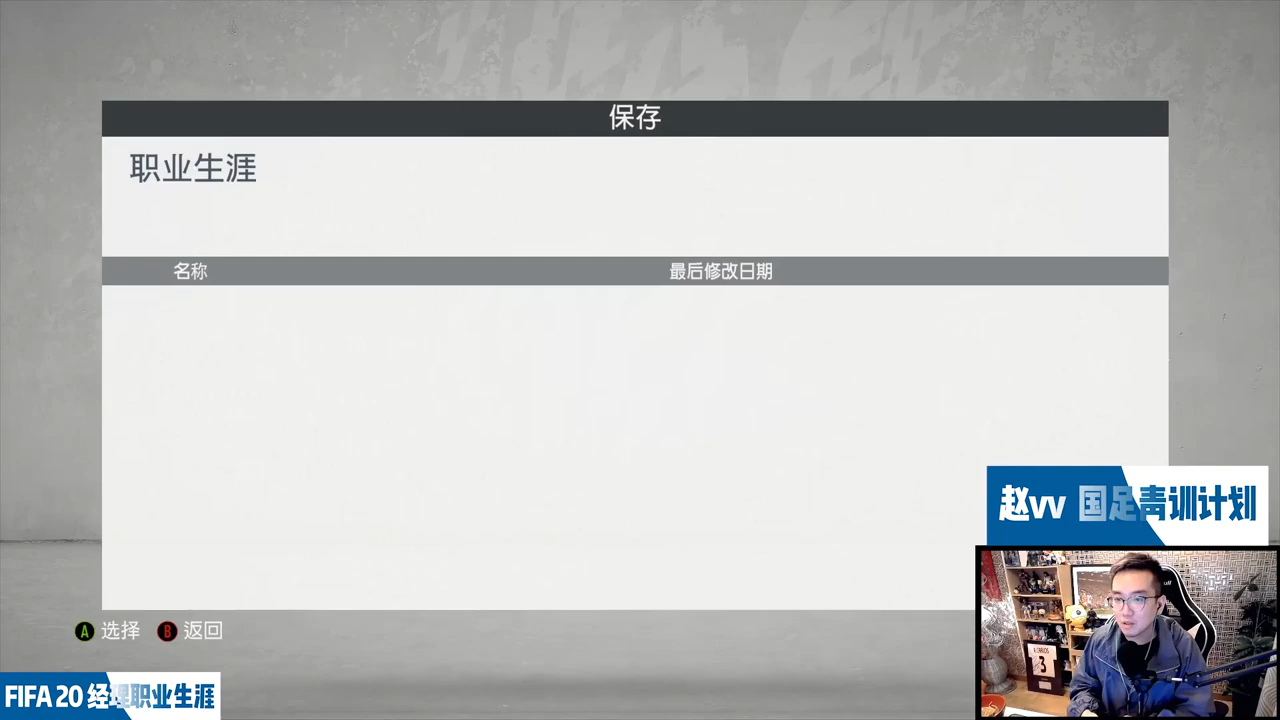 保存
职业生涯
名称 最后修改日期
赵vv 国足青训计划
A 选择 B 返回
3
FIFA 20 经理职业生涯